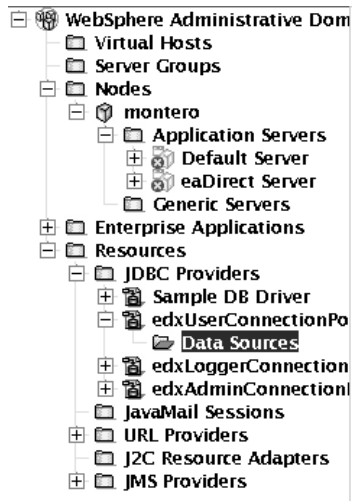 WebSphere Administrative Dom
Virtual Hosts
Server Groups
Nodes
montero
Application Servers
Default Server
eaDirect Server
Generic Servers
Enterprise Applications
Resources
JDBC Providers
Sample DB Driver
edxUserConnectionPo
Data Sources
edxLoggerConnection
edxAdminConnection
JavaMail Sessions
URL Providers
J2C Resource Adapters
JMS Providers